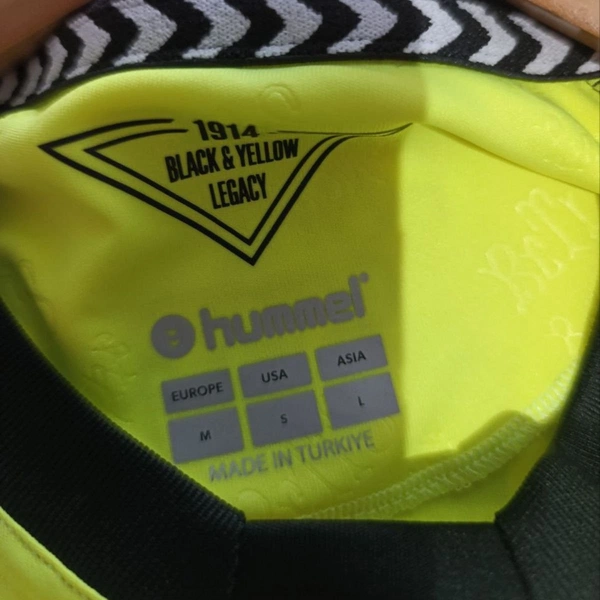 1914
BLACK & YELLOW
LEGACY
hummel
EUROPE USA ASIA
M S L
MADE IN TURKIYE